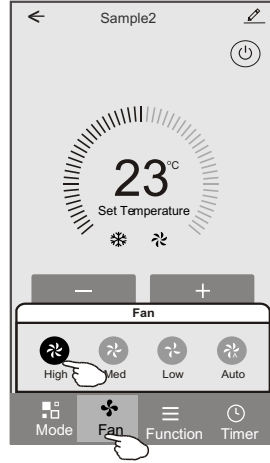 Sample2
23°C
Set Temperature
Fan
High Med Low Auto
Mode Fan Function Timer